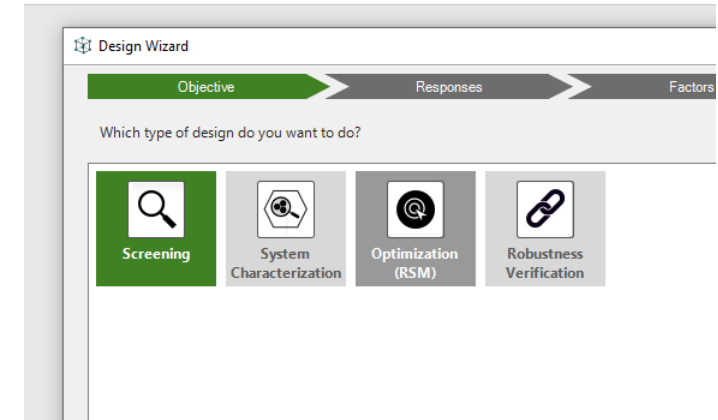 Design Wizard
Objective
Responses
Factors
Which type of design do you want to do?
Screening
System
Characterization
Optimization
(RSM)
Robustness
Verification